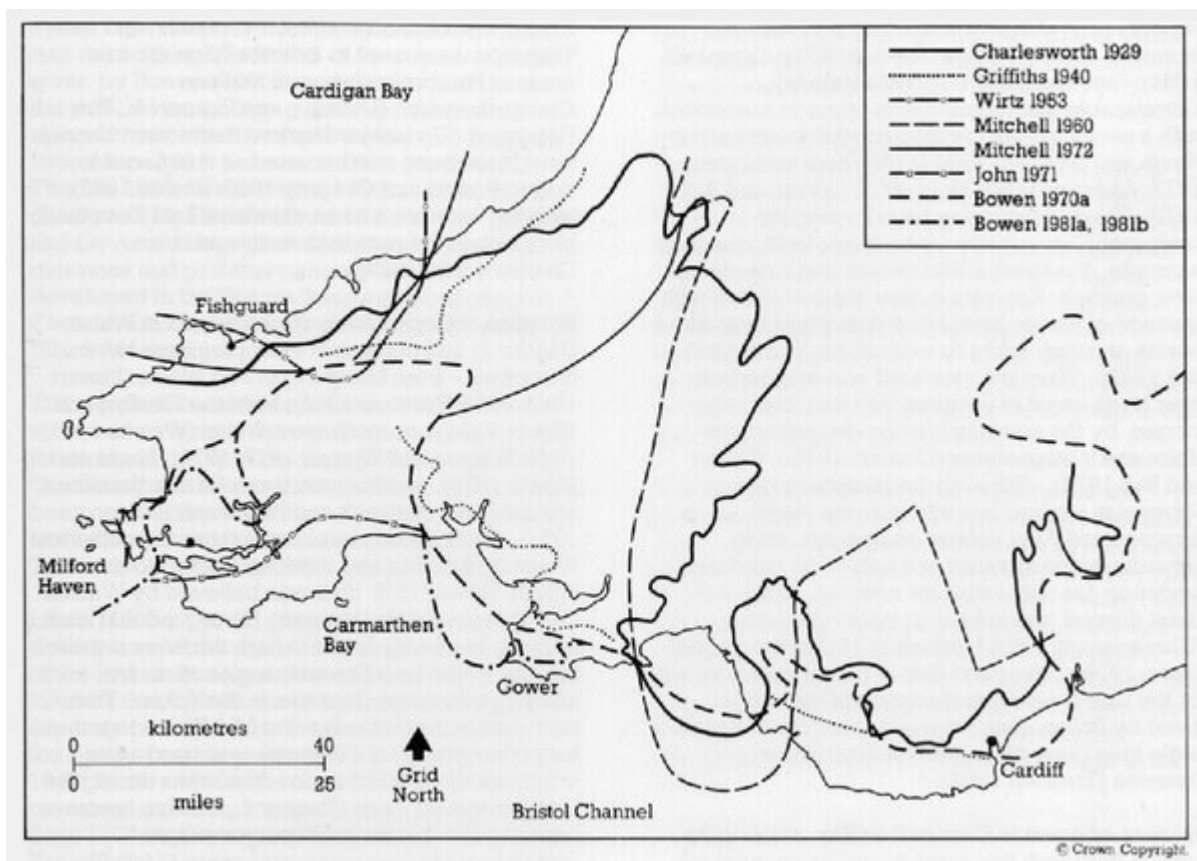 Charlesworth 1929
Griffiths 1940
Wirtz 1953
Mitchell 1960
Mitchell 1972
John 1971
Bowen 1970a
Bowen 1981a, 1981b
Cardigan Bay
Fishguard
Milford
Haven
Carmarthen
Bay
Gower
kilometres
0 40
0 25
miles
Grid
North
Cardiff
Bristol Channel
© Crown Copyright.